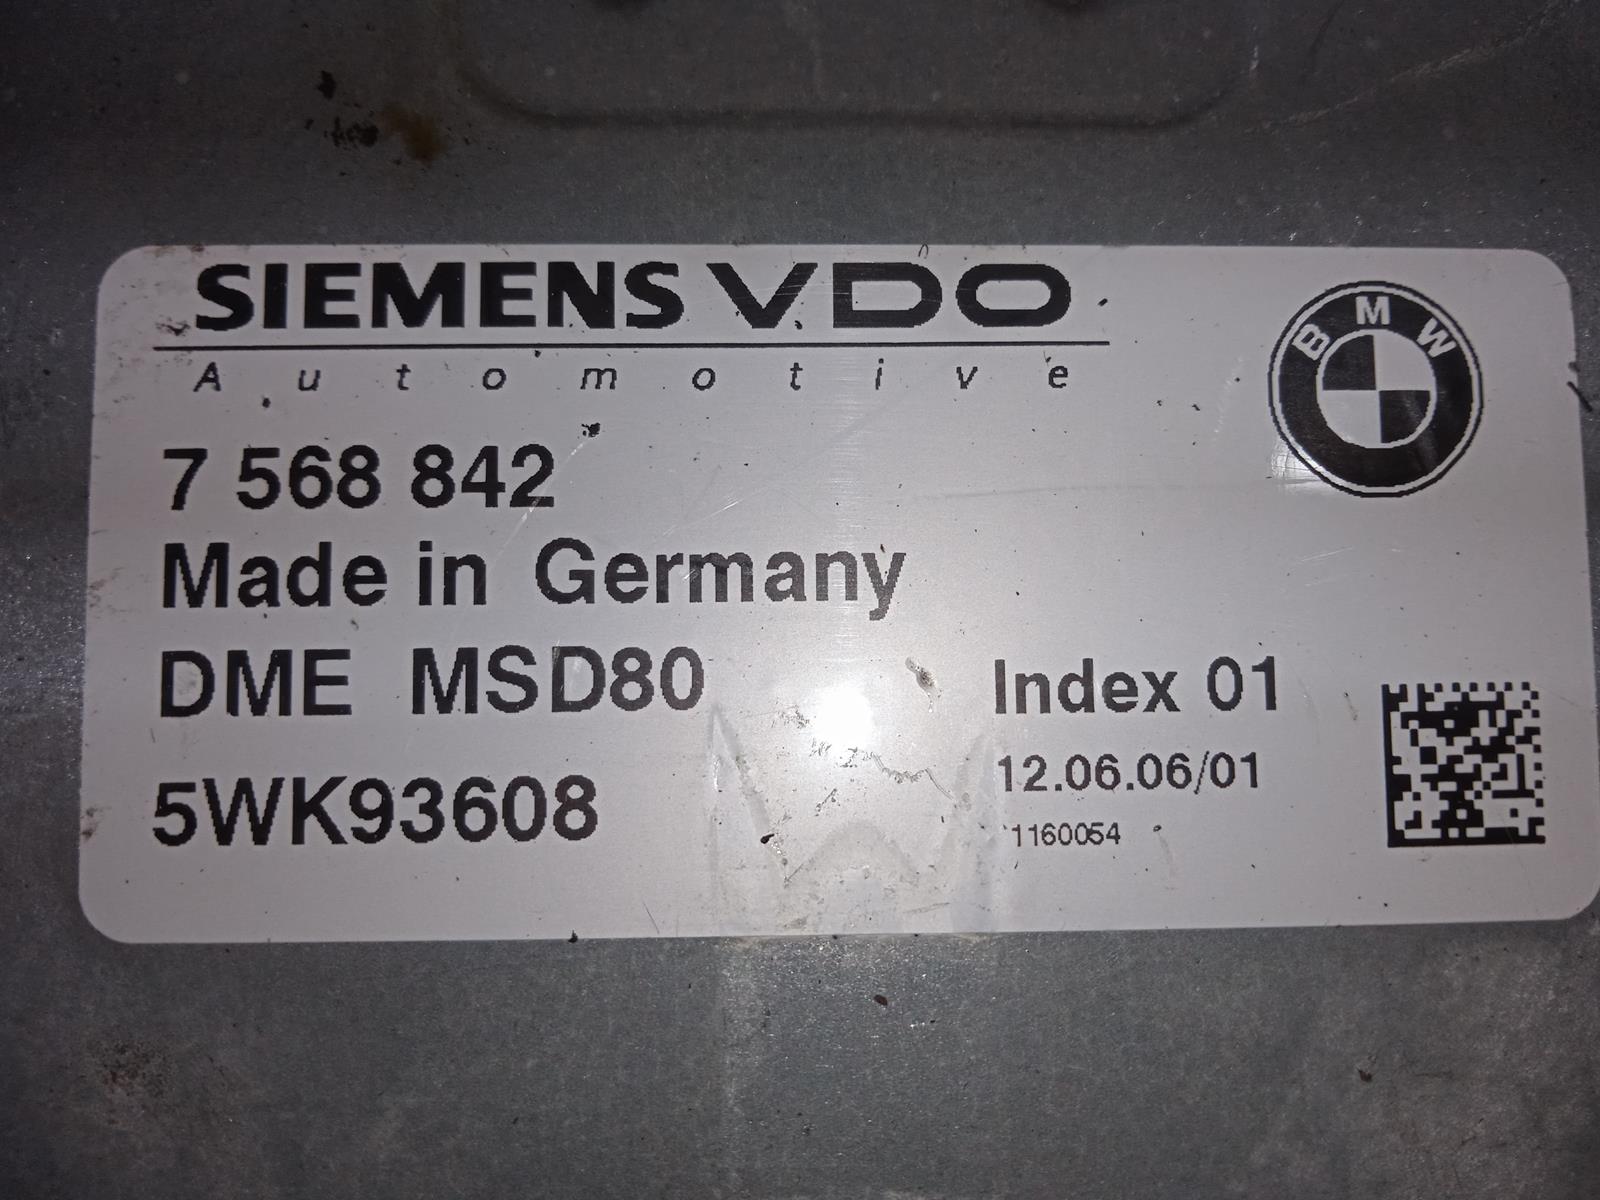 SIEMENS VDO
Automotive
BMW
7 568 842
Made in Germany
DME MSD80
Index 01
5WK93608
12.06.06/01
1160054